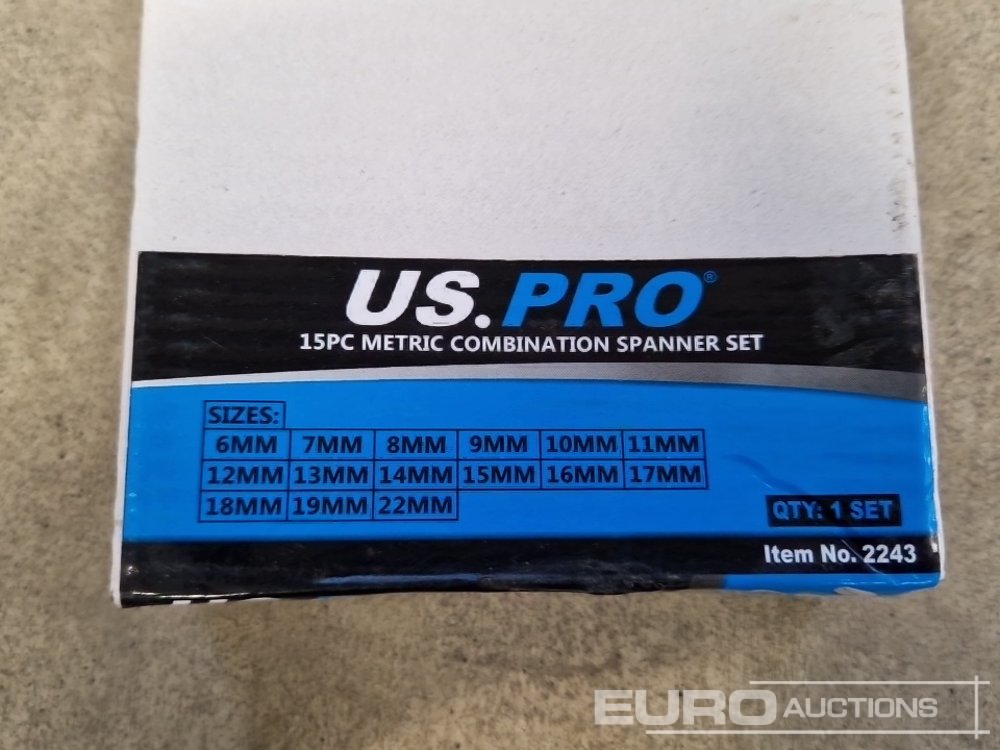 US.PRO®
15PC METRIC COMBINATION SPANNER SET
SIZES:
6MM 7MM 8MM 9MM 10MM 11MM
12MM 13MM 14MM 15MM 16MM 17MM
18MM 19MM 22MM
QTY: 1 SET
Item No. 2243
EURO AUCTIONS